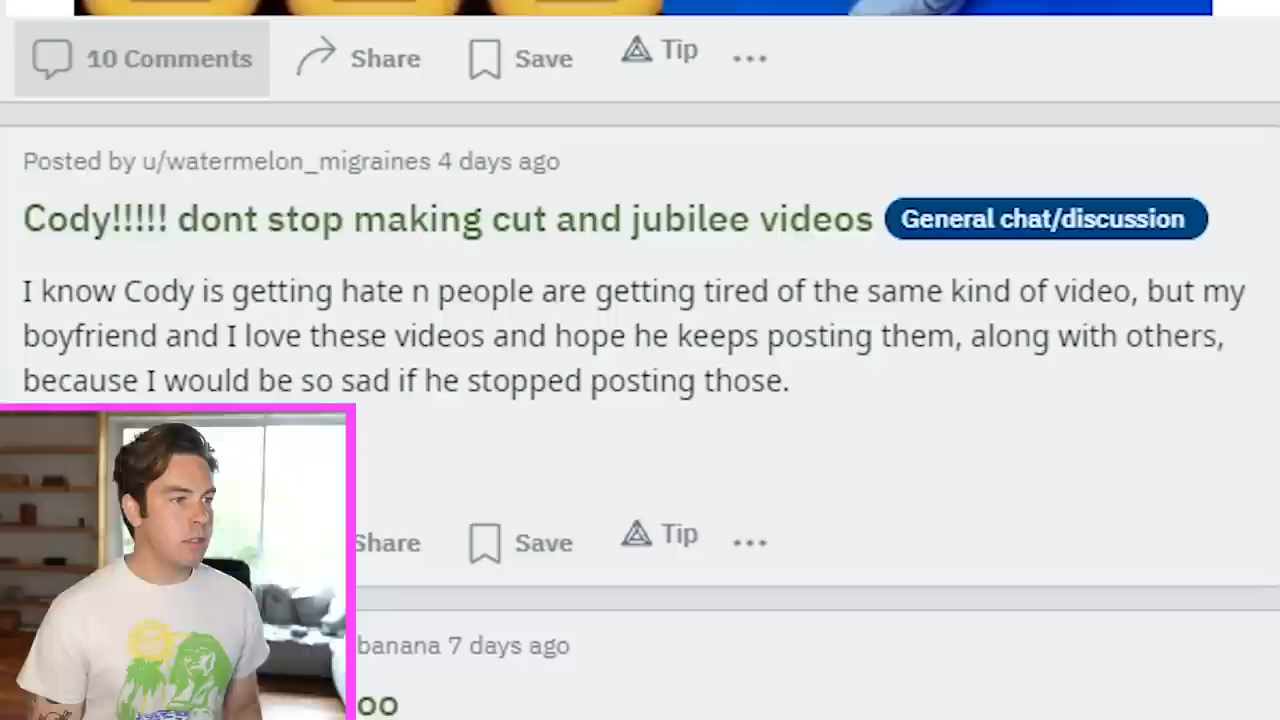 10 Comments Share Save Tip ...
Posted by u/watermelon_migraines 4 days ago
Cody!!!!! dont stop making cut and jubilee videos General chat/discussion
I know Cody is getting hate n people are getting tired of the same kind of video, but my
boyfriend and I love these videos and hope he keeps posting them, along with others,
because I would be so sad if he stopped posting those.
Share Save Tip ...
banana 7 days ago
oo